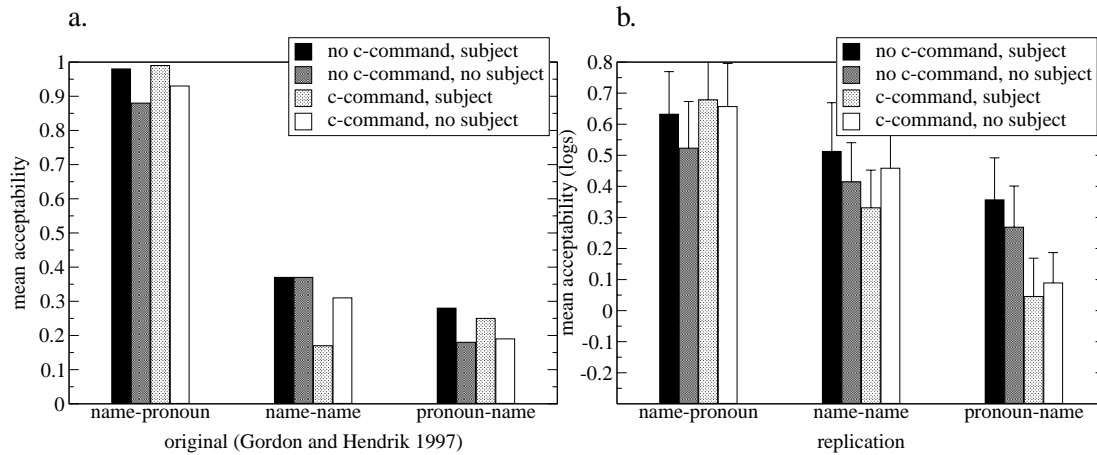 a.
no c-command, subject
no c-command, no subject
c-command, subject
c-command, no subject
1
0.9
0.8
0.7
0.6
0.5
0.4
0.3
0.2
0.1
0
mean acceptability
name-pronoun name-name pronoun-name
original (Gordon and Hendrik 1997)
b.
no c-command, subject
no c-command, no subject
c-command, subject
c-command, no subject
0.8
0.7
0.6
0.5
0.4
0.3
0.2
0.1
0
-0.1
-0.2
mean acceptability (logs)
name-pronoun name-name pronoun-name
replication